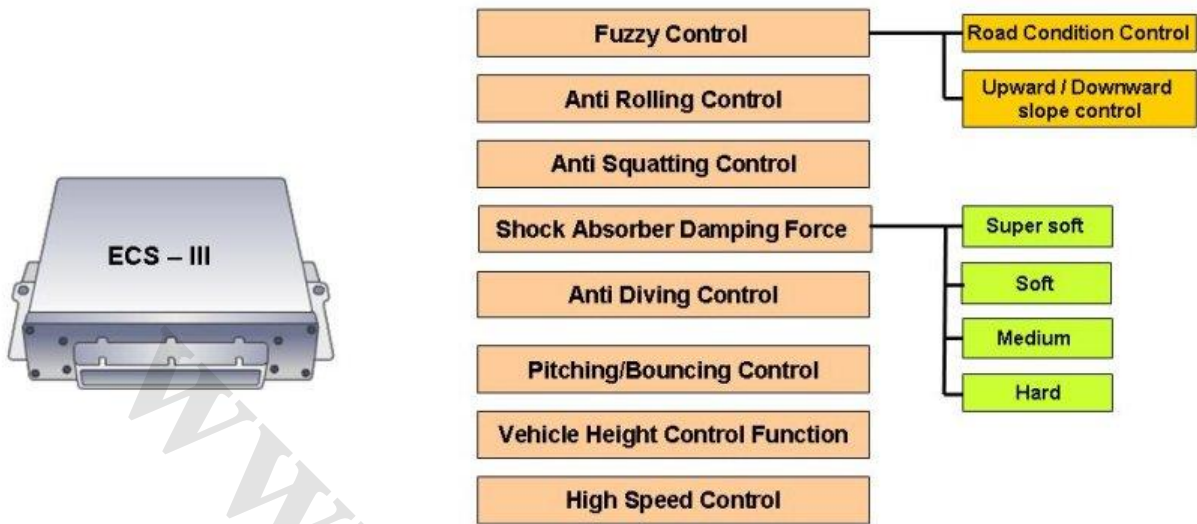 ECS – III
Fuzzy Control
Anti Rolling Control
Anti Squatting Control
Shock Absorber Damping Force
Anti Diving Control
Pitching/Bouncing Control
Vehicle Height Control Function
High Speed Control
Road Condition Control
Upward / Downward
slope control
Super soft
Soft
Medium
Hard